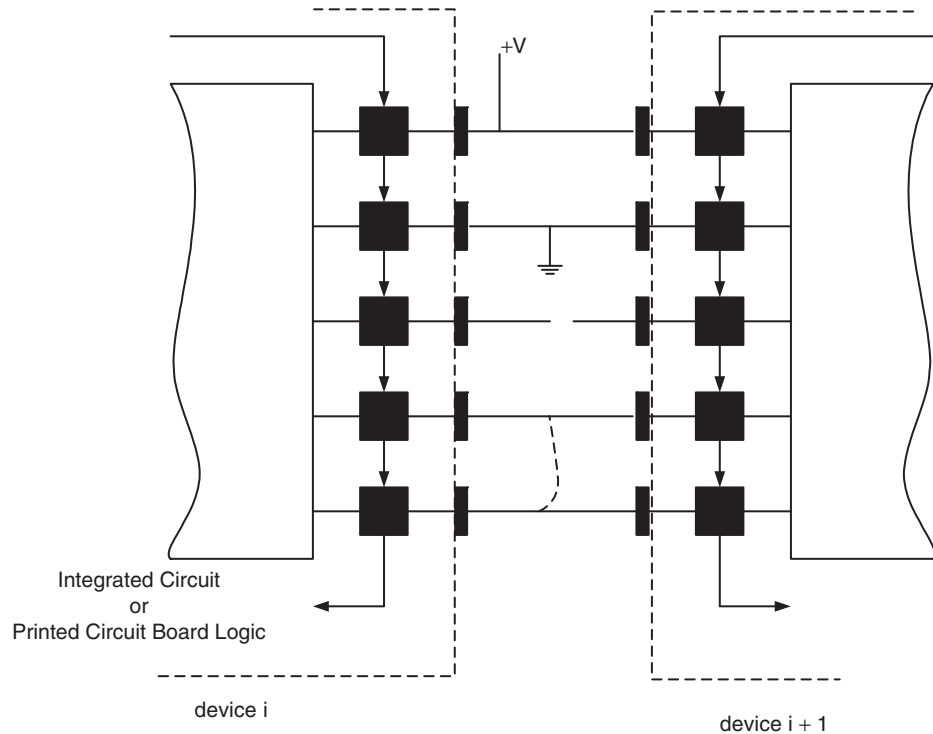 +V
Integrated Circuit
or
Printed Circuit Board Logic
device i
device i + 1